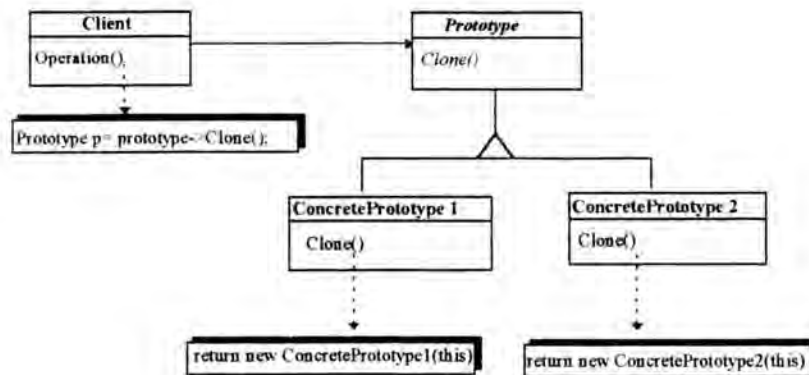 Client
Prototype
Operation()
Clone()
Prototype p= prototype->Clone();
ConcretePrototype 1
ConcretePrototype 2
Clone()
Clone()
return new ConcretePrototype1(this)
return new ConcretePrototype2(this)